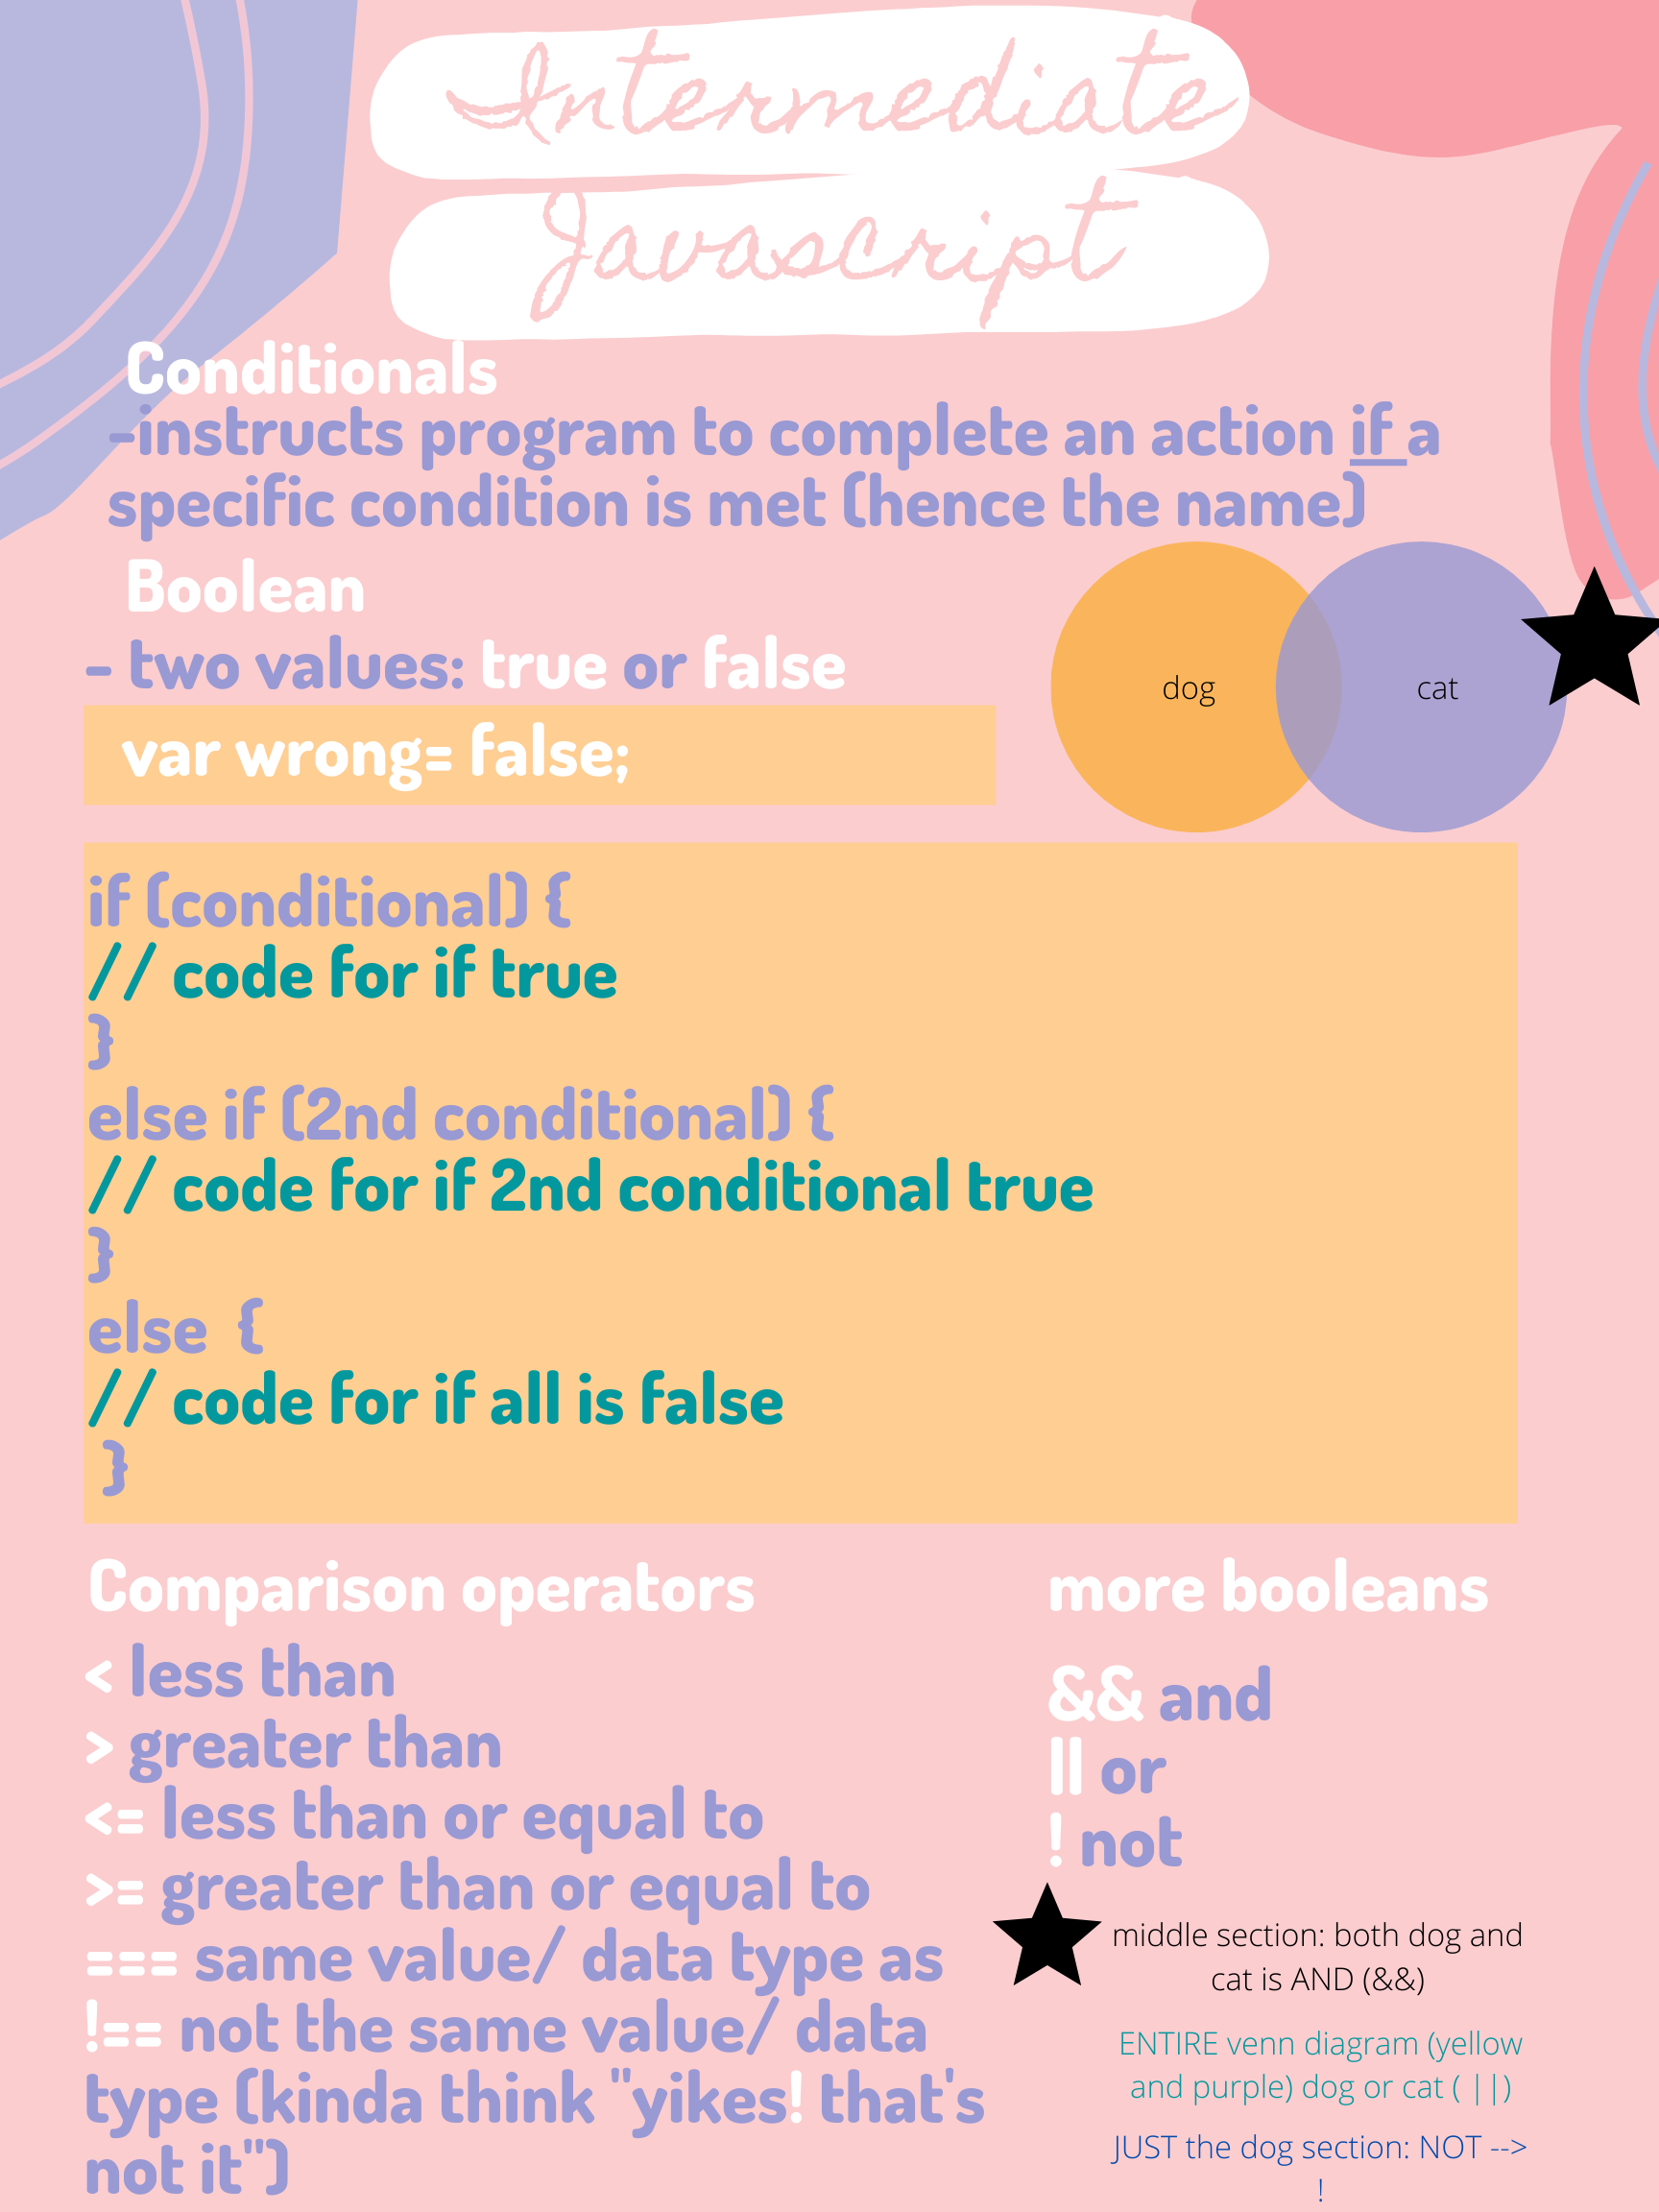 Intermediate
Javascript
Conditionals
-instructs program to complete an action if a
specific condition is met (hence the name)
Boolean
- two values: true or false
var wrong= false;
dog
cat
if (conditional) {
// code for if true
}
else if (2nd conditional) {
// code for if 2nd conditional true
}
else {
// code for if all is false
}
Comparison operators
< less than
> greater than
<= less than or equal to
>= greater than or equal to
=== same value/ data type as
!== not the same value/ data
type (kinda think "yikes! that's
not it")
more booleans
&& and
|| or
! not
middle section: both dog and
cat is AND (&&)
ENTIRE venn diagram (yellow
and purple) dog or cat ( ||)
JUST the dog section: NOT -->
!